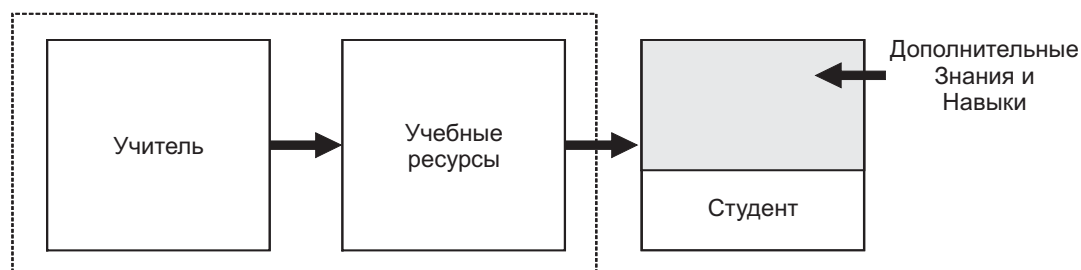 Учитель
Учебные
ресурсы
Студент
Дополнительные
Знания и
Навыки